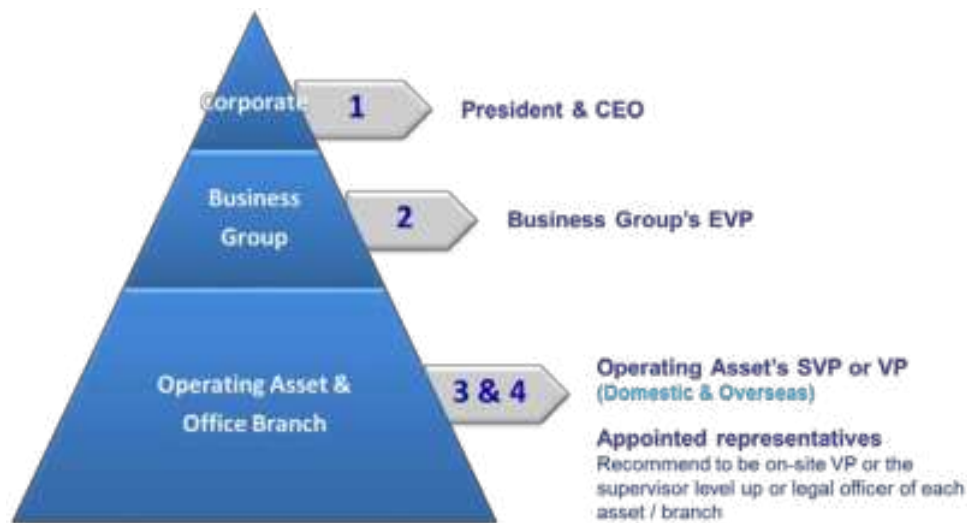 Corporate
1
President & CEO
Business
Group
2
Business Group's EVP
Operating Asset &
Office Branch
3 & 4
Operating Asset's SVP or VP
(Domestic & Overseas)
Appointed representatives
Recommend to be on-site VP or the
supervisor level up or legal officer of each
asset / branch